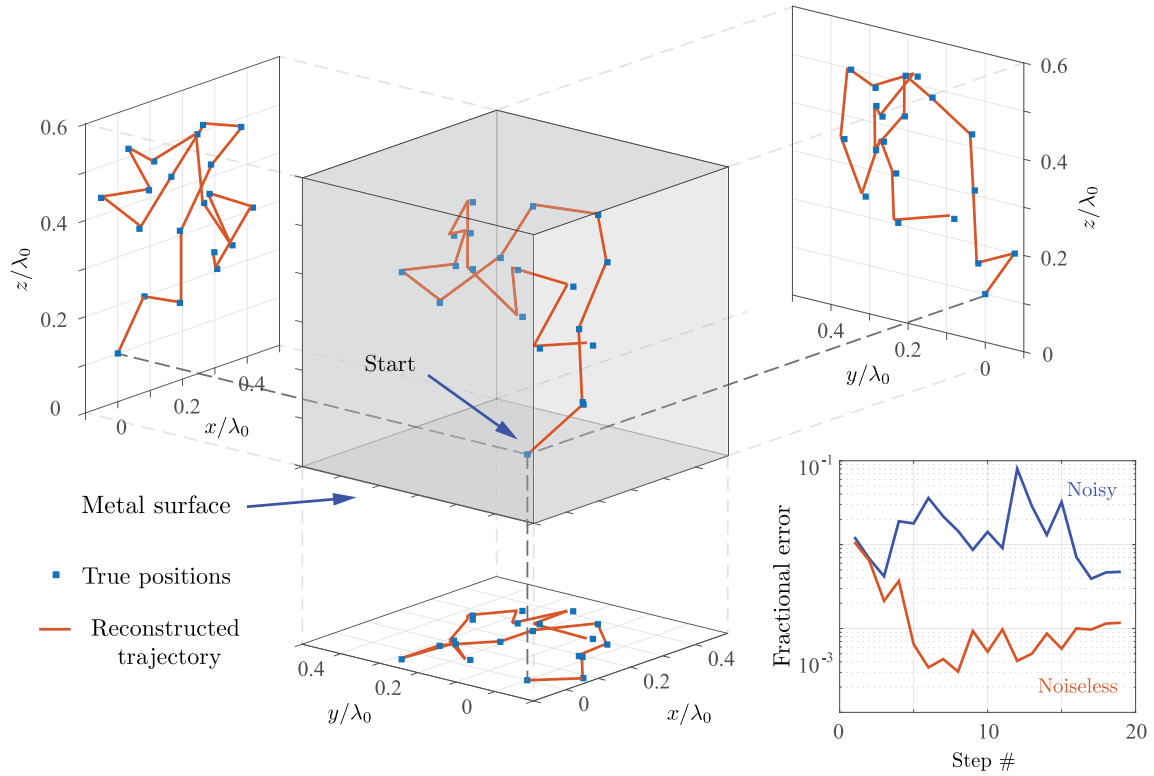 0.6
0.4
0.2
0
z/λ0
0
0.2
0.4
x/λ0
Start
0.6
0.4
0.2
0
z/λ0
0.4
0.2
0
y/λ0
Metal surface
True positions
Reconstructed
trajectory
0.4
0.2
0
y/λ0
0
0.2
0.4
x/λ0
10-1
10-3
Fractional error
Noisy
Noiseless
0
10
20
Step #